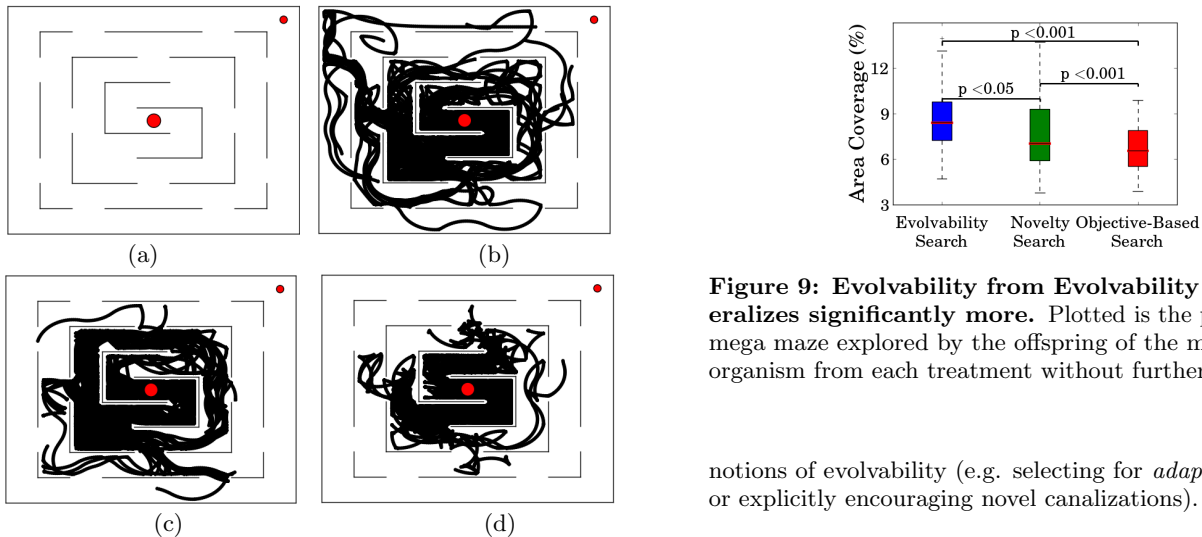 (a)
(b)
(c)
(d)
Area Coverage (%)
12
9
6
3
p <0.001
p <0.05
p <0.001
Evolvability Search
Novelty Search
Objective-Based Search
Figure 9: Evolvability from Evolvability
eralizes significantly more. Plotted is the
mega maze explored by the offspring of the
organism from each treatment without further
notions of evolvability (e.g. selecting for adap
or explicitly encouraging novel canalizations).